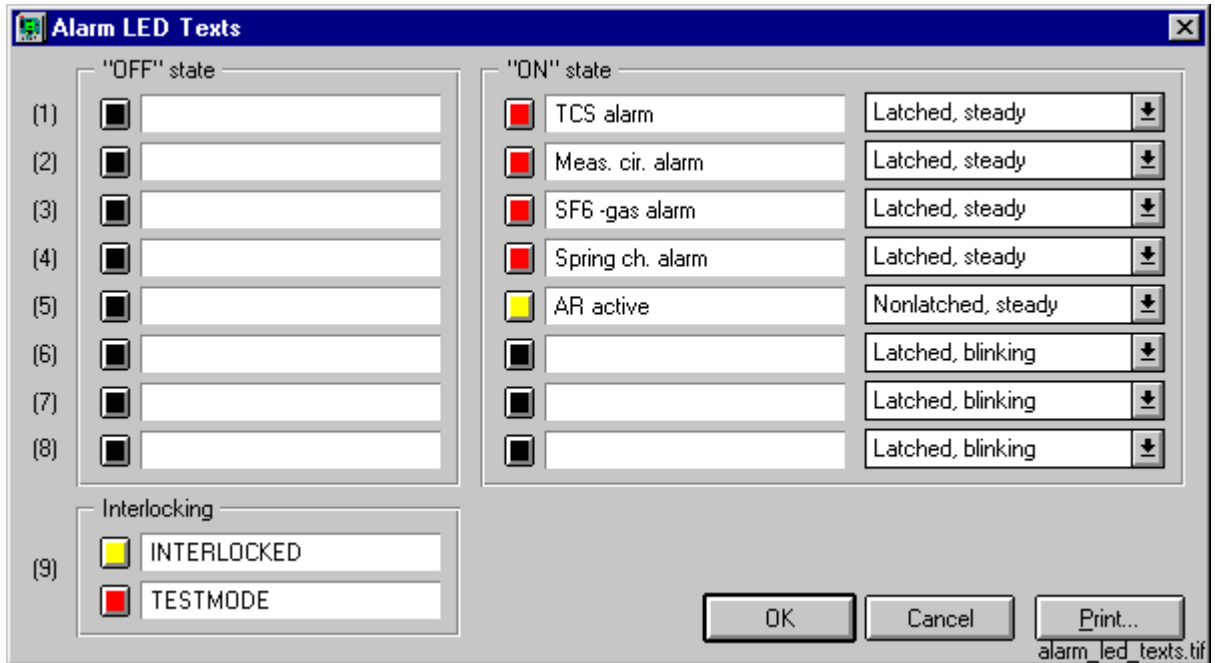 Alarm LED Texts
"OFF" state "ON" state
(1) TCS alarm Latched, steady
(2) Meas. cir. alarm Latched, steady
(3) SF6 -gas alarm Latched, steady
(4) Spring ch. alarm Latched, steady
(5) AR active Nonlatched, steady
(6) Latched, blinking
(7) Latched, blinking
(8) Latched, blinking
Interlocking
(9) INTERLOCKED
TESTMODE
OK Cancel Print...
alarm_led_texts.tif